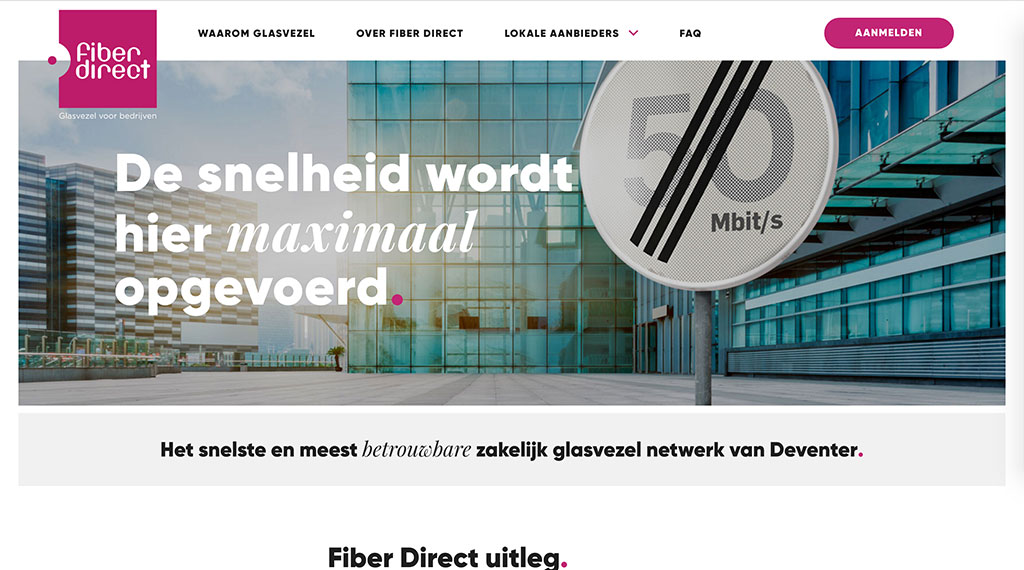 fiber
direct
Glasvezel voor bedrijven
WAAROM GLASVEZEL
OVER FIBER DIRECT
LOKALE AANBIEDERS
FAQ
AANMELDEN
50
Mbit/s
De snelheid wordt
hier maximaal
opgevoerd.
Het snelste en meest betrouwbare zakelijk glasvezel netwerk van Deventer.
Fiber Direct uitleg.